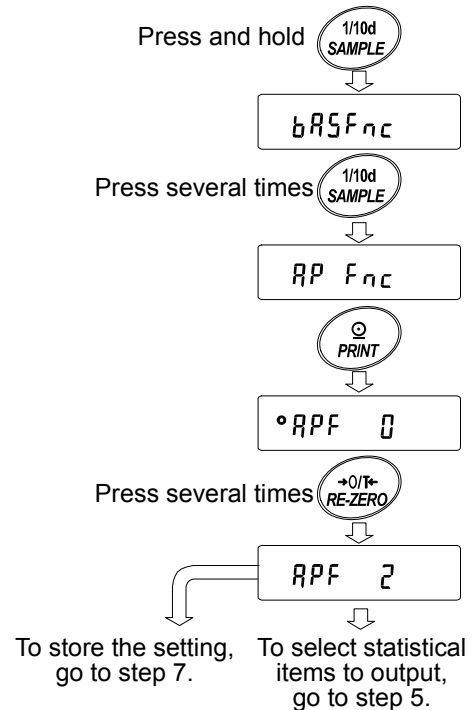 Press and hold
1/10d
SAMPLE
bASFnc
Press several times
1/10d
SAMPLE
AP Fnc
PRINT
°APF 0
Press several times
→0/T←
RE-ZERO
APF 2
To store the setting,
go to step 7.
To select statistical
items to output,
go to step 5.